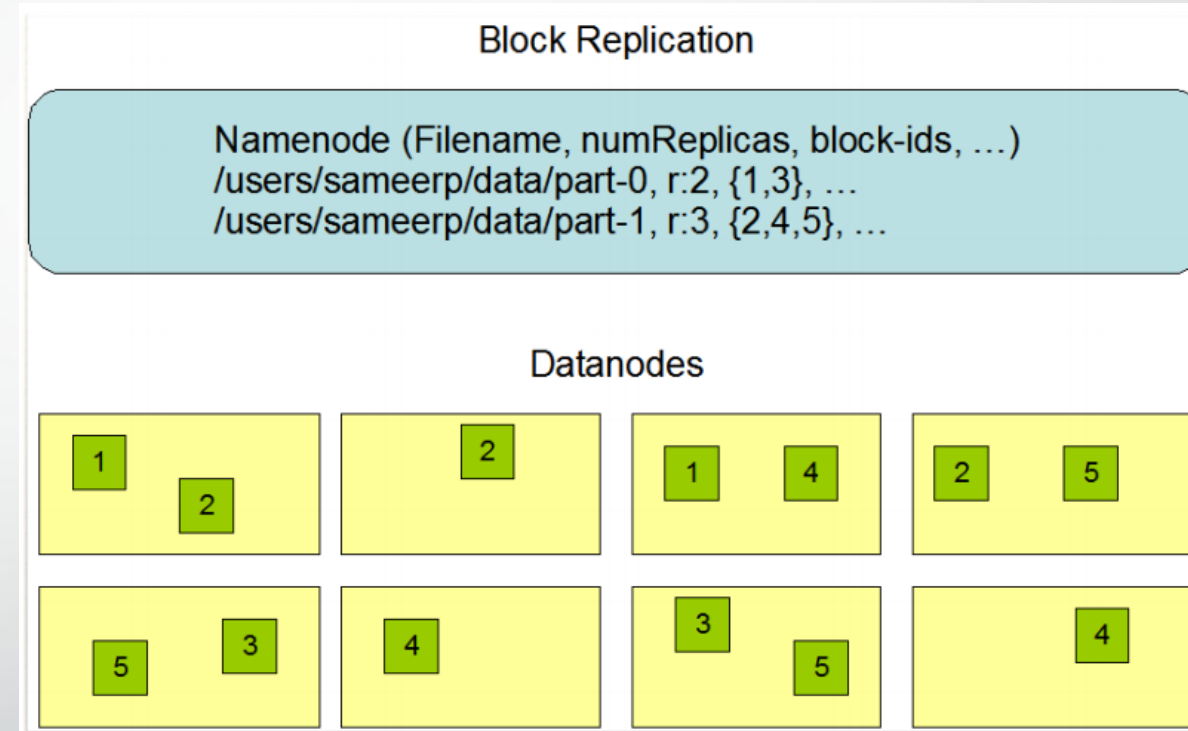 Block Replication
Namenode (Filename, numReplicas, block-ids, …)
/users/sameerp/data/part-0, r:2, {1,3}, …
/users/sameerp/data/part-1, r:3, {2,4,5}, …
Datanodes
1
2
2
1
4
2
5
5
3
4
3
5
4